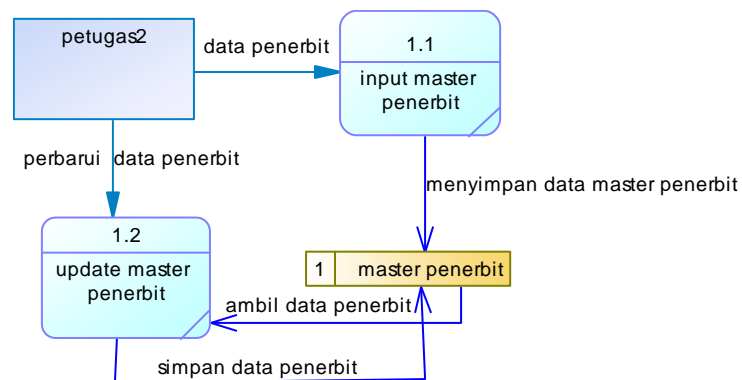 petugas2
data penerbit
1.1
input master
penerbit
perbarui data penerbit
menyimpan data master penerbit
1.2
update master
penerbit
1 master penerbit
ambil data penerbit
simpan data penerbit